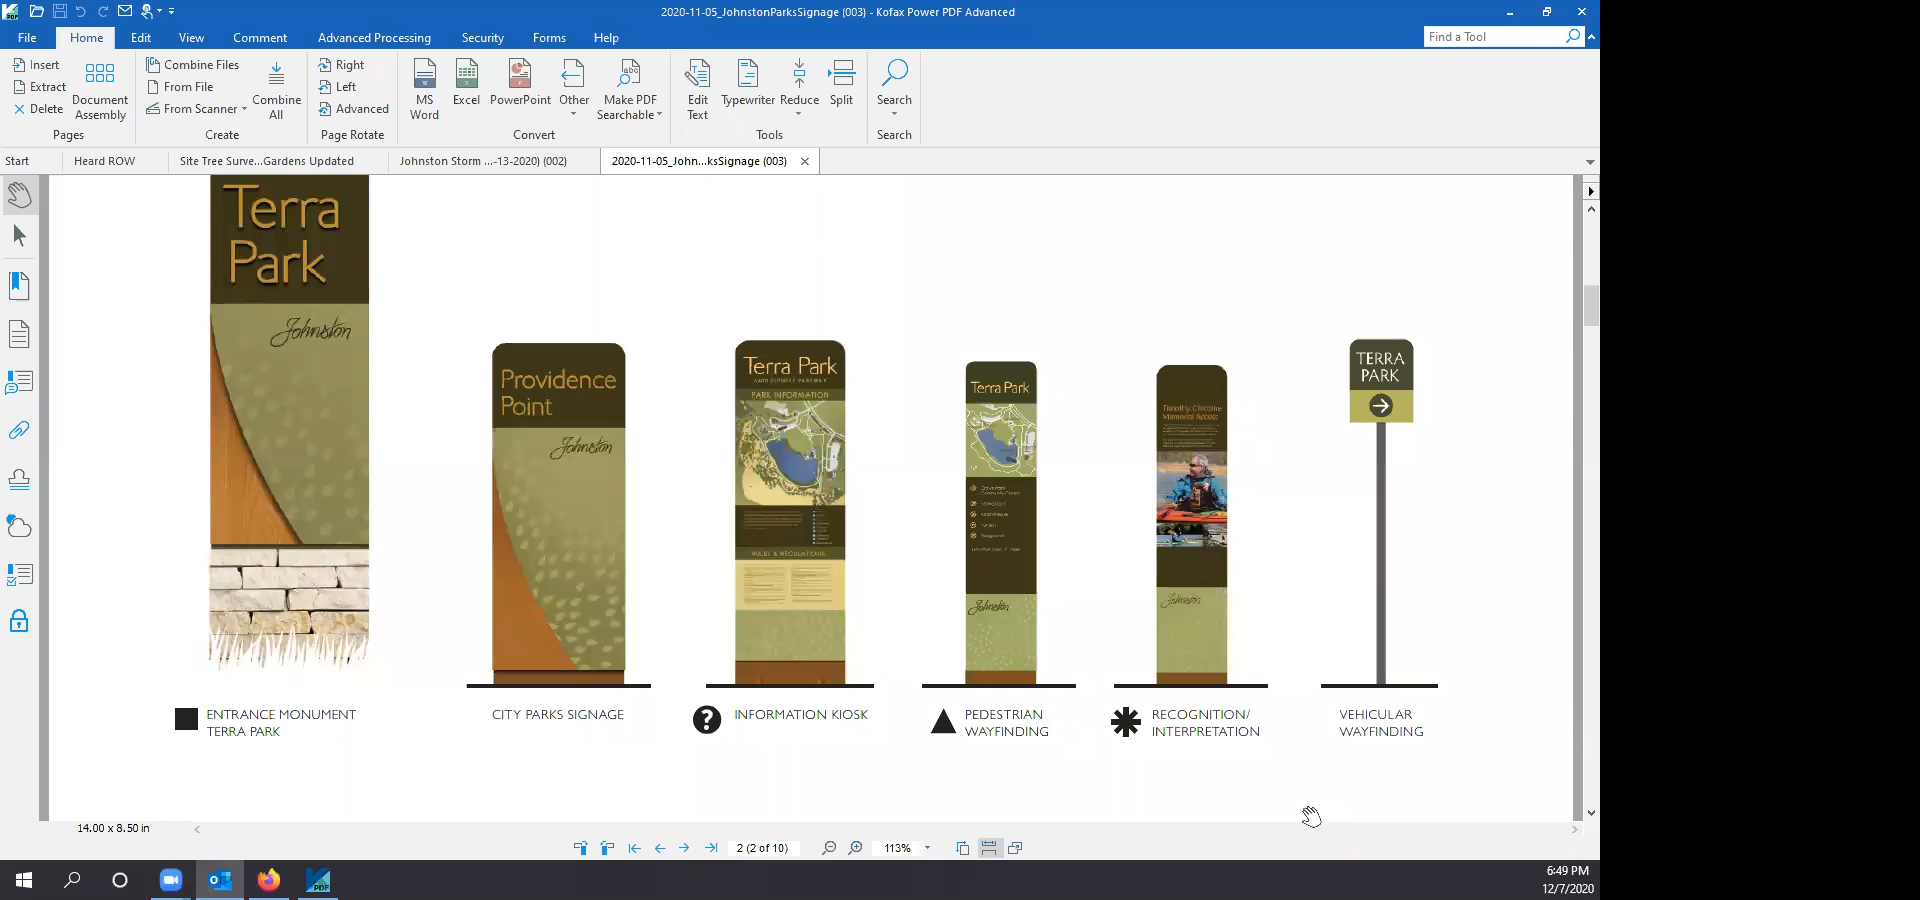 2020-11-05_JohnstonParksSignage (003) - Kofax Power PDF Advanced
File Home Edit View Comment Advanced Processing Security Forms Help Find a Tool
Insert
Extract
Delete
Document Assembly
Pages
Combine Files
From File
From Scanner
Combine All
Create
Right
Left
Advanced
Page Rotate
MS Word
Excel
PowerPoint
Other
Make PDF Searchable
Convert
Edit Text
Typewriter
Reduce
Split
Tools
Search
Search
Start Heard ROW Site Tree Surve...Gardens Updated Johnston Storm ...-13-2020) (002) 2020-11-05_John...ksSignage (003)
Terra
Park
Johnston
Providence
Point
Johnston
Terra Park
PARK INFORMATION
RULES & REGULATIONS
Terra Park
Johnston
Memorial Access
Johnston
TERRA
PARK
ENTRANCE MONUMENT
TERRA PARK
CITY PARKS SIGNAGE
? INFORMATION KIOSK
PEDESTRIAN
WAYFINDING
RECOGNITION/
INTERPRETATION
VEHICULAR
WAYFINDING
14.00 x 8.50 in
2 (2 of 10) 113%
6:49 PM
12/7/2020